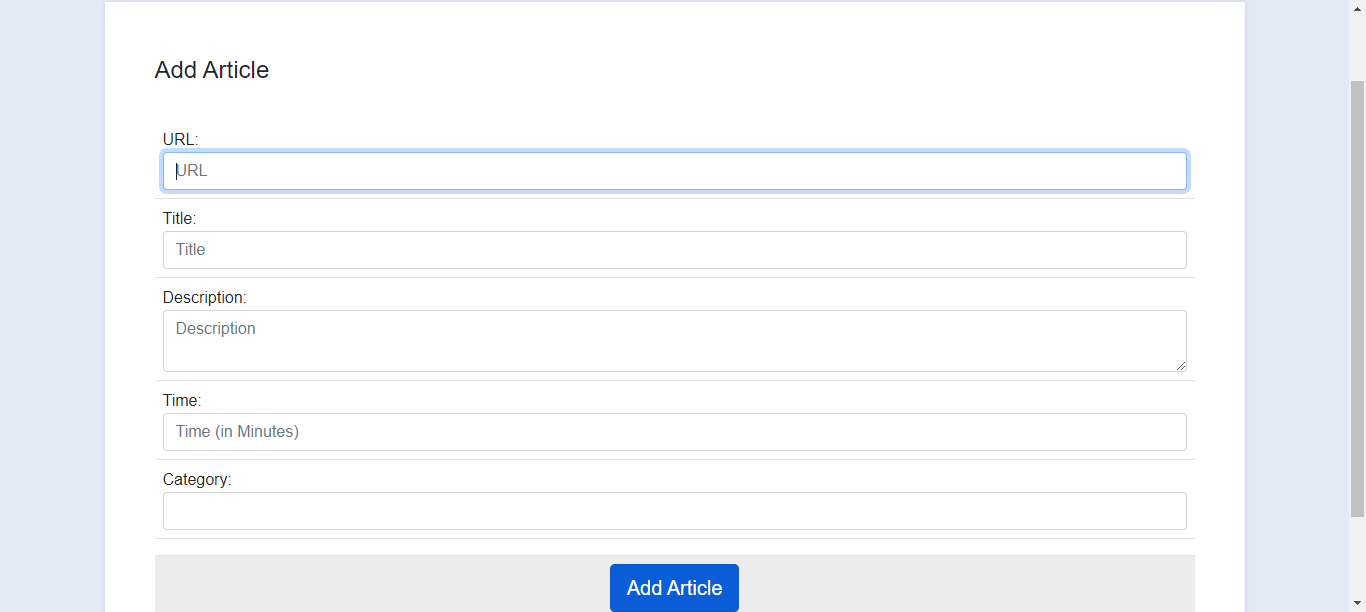 Add Article
URL:
URL
Title:
Title
Description:
Description
Time:
Time (in Minutes)
Category:
Add Article